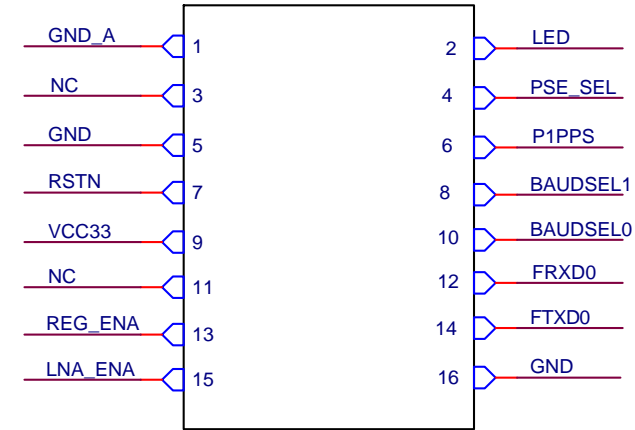 GND_A 1 2 LED
NC 3 4 PSE_SEL
GND 5 6 P1PPS
RSTN 7 8 BAUDSEL1
VCC33 9 10 BAUDSEL0
NC 11 12 FRXD0
REG_ENA 13 14 FTXD0
LNA_ENA 15 16 GND